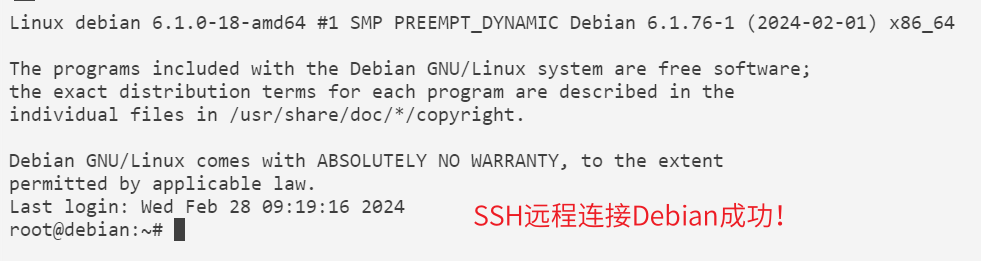 Linux debian 6.1.0-18-amd64 #1 SMP PREEMPT_DYNAMIC Debian 6.1.76-1 (2024-02-01) x86_64
The programs included with the Debian GNU/Linux system are free software;
the exact distribution terms for each program are described in the
individual files in /usr/share/doc/*/copyright.
Debian GNU/Linux comes with ABSOLUTELY NO WARRANTY, to the extent
permitted by applicable law.
Last login: Wed Feb 28 09:19:16 2024
SSH远程连接Debian成功！
root@debian:~#